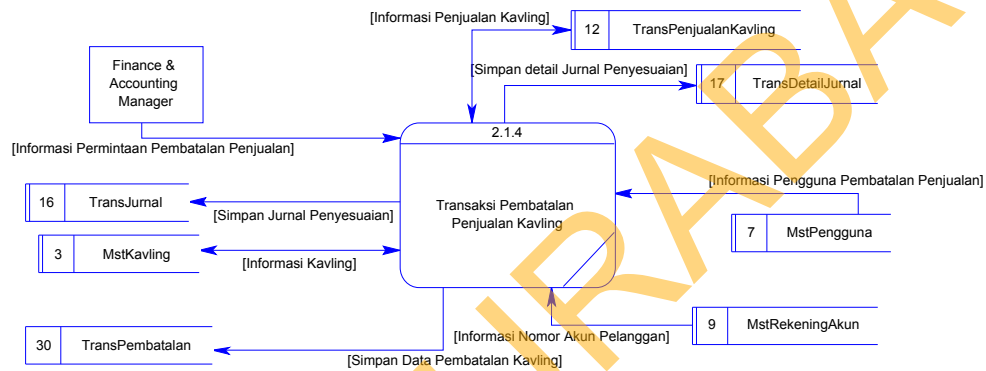 [Informasi Penjualan Kavling]
12 TransPenjualanKavling
Finance &
Accounting
Manager
[Simpan detail Jurnal Penyesuaian]
17 TransDetailJurnal
[Informasi Permintaan Pembatalan Penjualan]
2.1.4
Transaksi Pembatalan
Penjualan Kavling
[Informasi Pengguna Pembatalan Penjualan]
16 TransJurnal
[Simpan Jurnal Penyesuaian]
7 MstPengguna
3 MstKavling
[Informasi Kavling]
9 MstRekeningAkun
[Informasi Nomor Akun Pelanggan]
30 TransPembatalan
[Simpan Data Pembatalan Kavling]